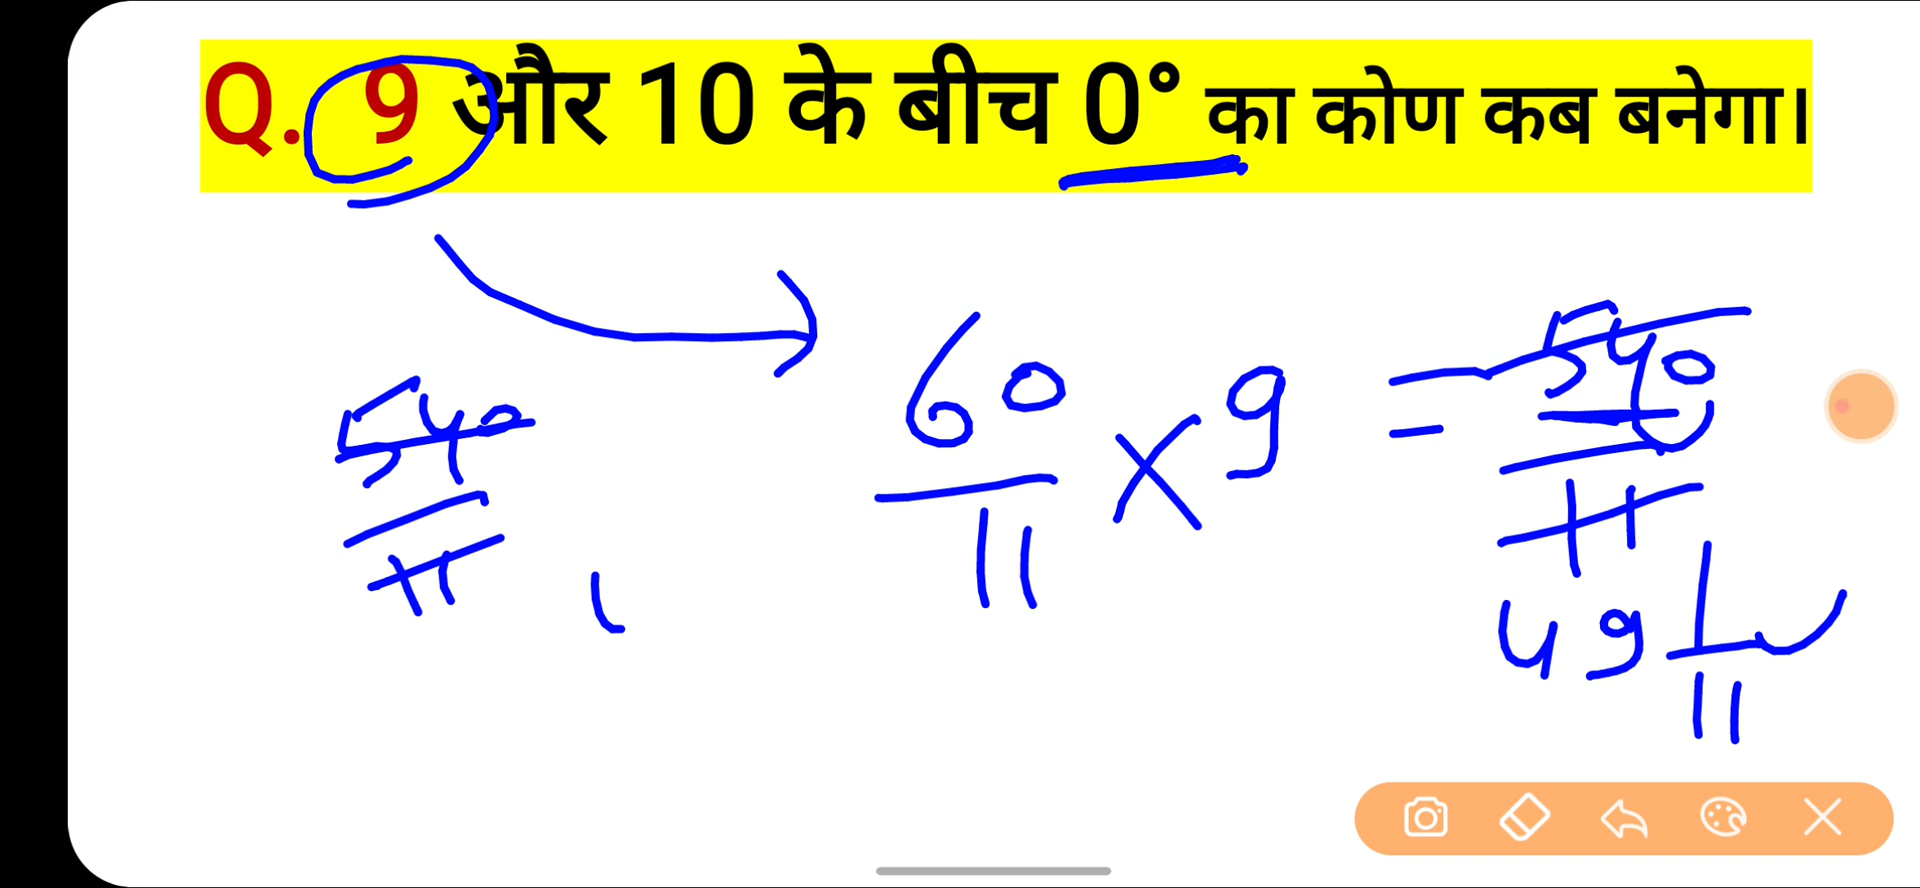 Q. 9 और 10 के बीच 0° का कोण कब बनेगा।
60/11 × 9 = 540/11
540/11
49 1/11